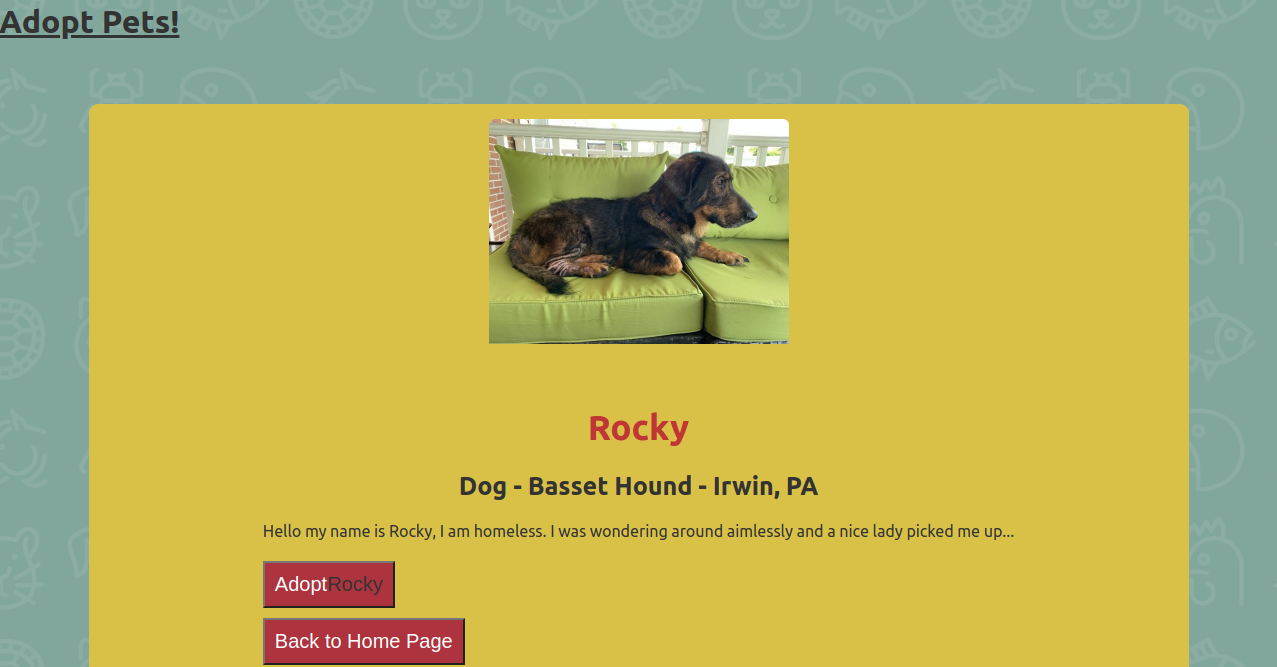 Adopt Pets!
Rocky
Dog - Basset Hound - Irwin, PA
Hello my name is Rocky, I am homeless. I was wondering around aimlessly and a nice lady picked me up...
AdoptRocky
Back to Home Page